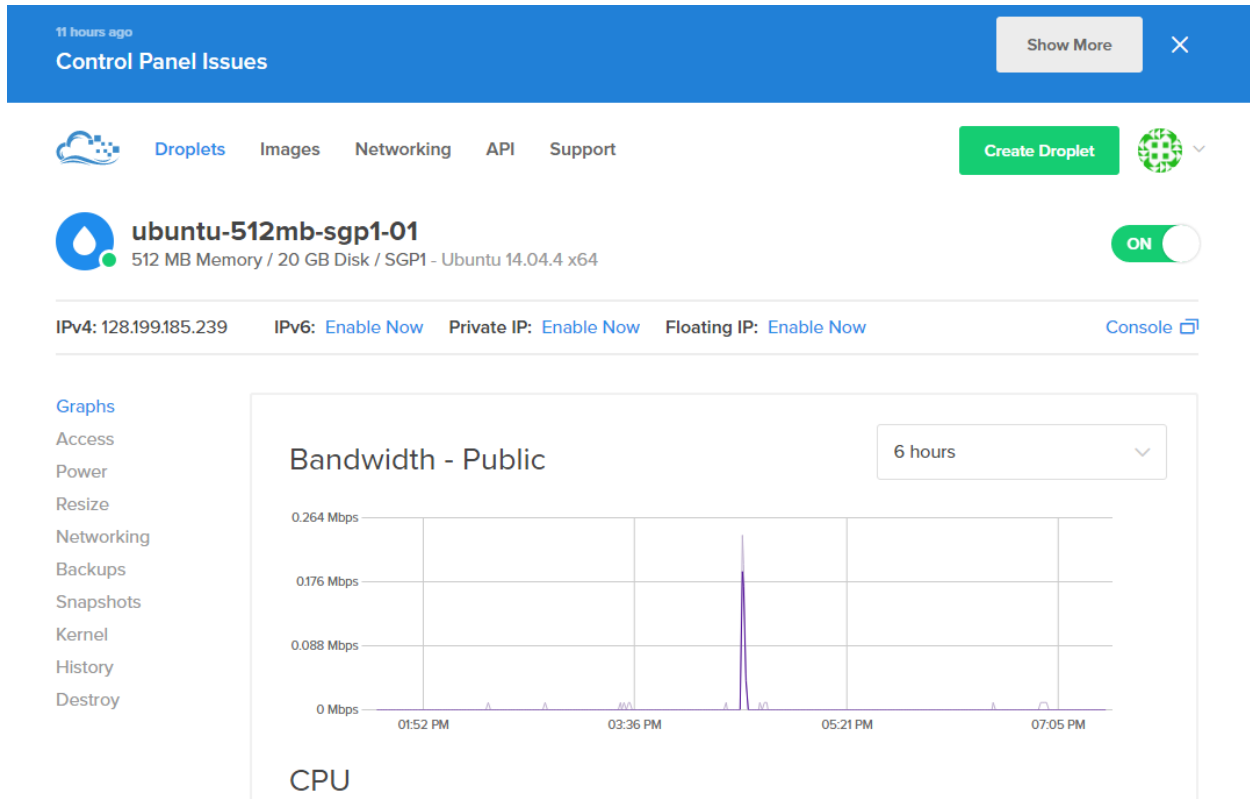 11 hours ago
Control Panel Issues
Show More
Droplets Images Networking API Support
Create Droplet
ubuntu-512mb-sgp1-01
512 MB Memory / 20 GB Disk / SGP1 - Ubuntu 14.04.4 x64
ON
IPv4: 128.199.185.239 IPv6: Enable Now Private IP: Enable Now Floating IP: Enable Now Console
Graphs
Access
Power
Resize
Networking
Backups
Snapshots
Kernel
History
Destroy
Bandwidth - Public
6 hours
0.264 Mbps
0.176 Mbps
0.088 Mbps
0 Mbps
01:52 PM 03:36 PM 05:21 PM 07:05 PM
CPU